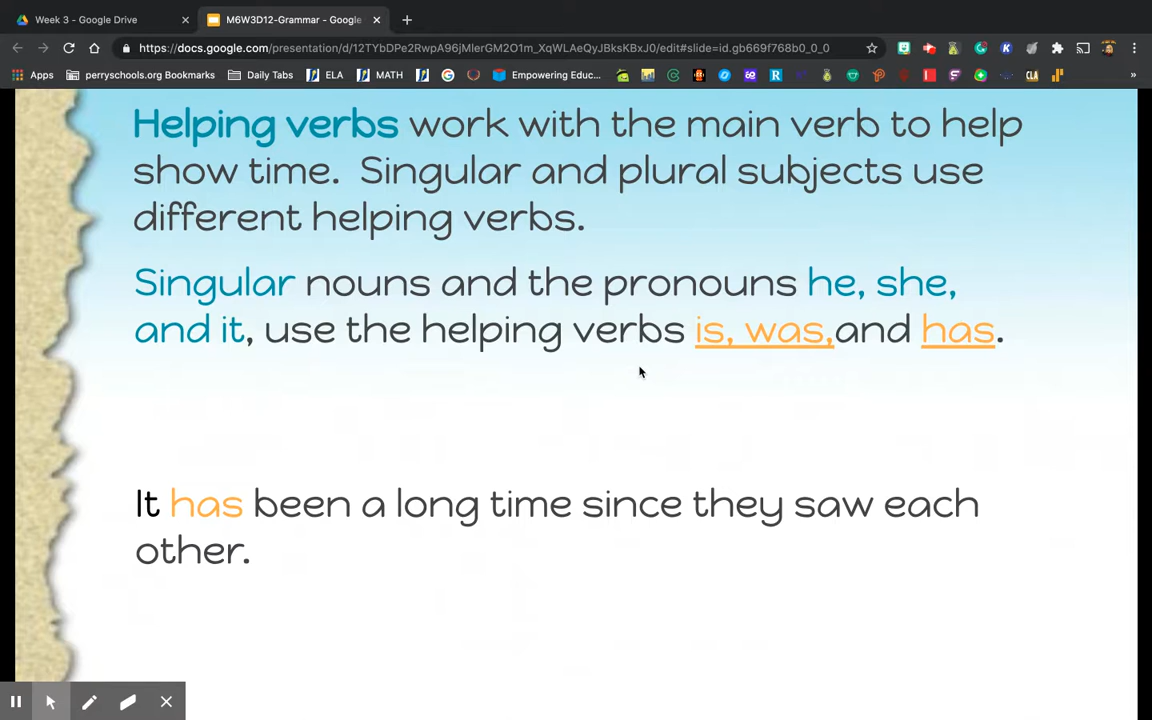 Week 3 - Google Drive
M6W3D12-Grammar - Google
https://docs.google.com/presentation/d/12TYbDPe2RwpA96jMlerGM2O1m_XqWLAeQyJBksKBxJ0/edit#slide=id.gb669f768b0_0_0
Apps perryschools.org Bookmarks Daily Tabs ELA MATH Empowering Educ... CLA »
Helping verbs work with the main verb to help
show time. Singular and plural subjects use
different helping verbs.
Singular nouns and the pronouns he, she,
and it, use the helping verbs is, was,and has.
It has been a long time since they saw each
other.